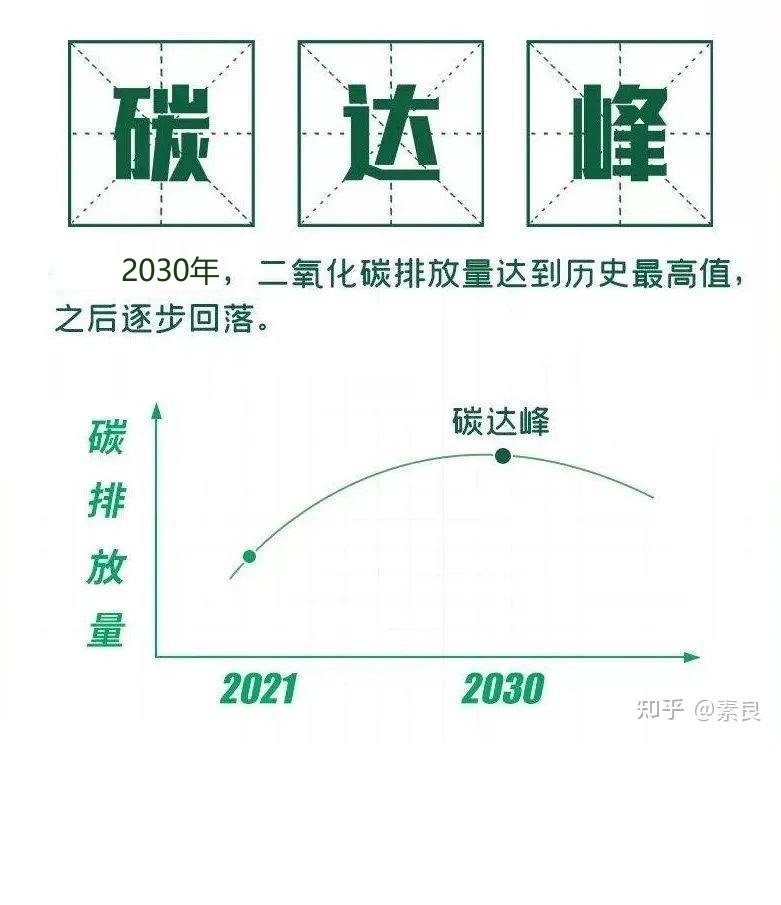 碳达峰
2030年，二氧化碳排放量达到历史最高值，
之后逐步回落。
碳达峰
碳排放量
2021 2030
知乎 @素良